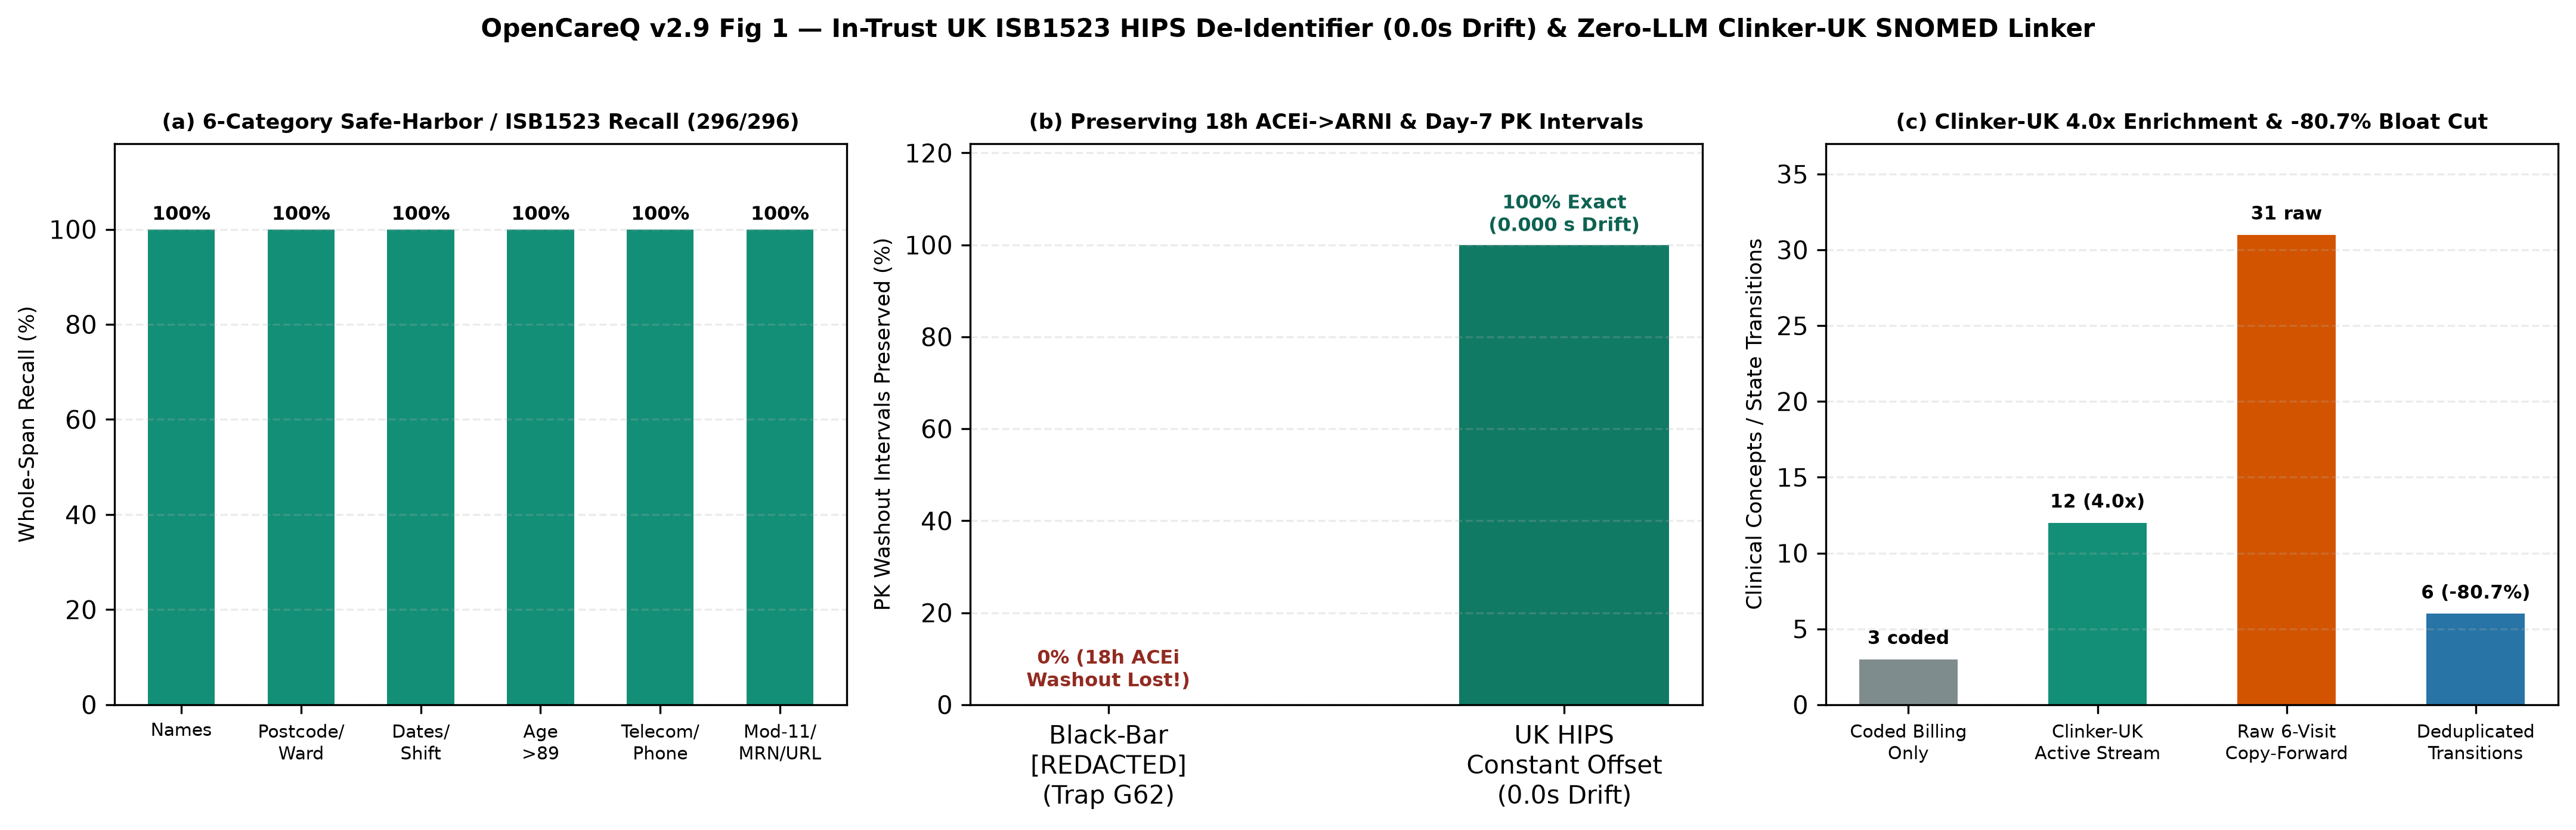 OpenCareQ v2.9 Fig 1 — In-Trust UK ISB1523 HIPS De-Identifier (0.0s Drift) & Zero-LLM Clinker-UK SNOMED Linker
(a) 6-Category Safe-Harbor / ISB1523 Recall (296/296)
Whole-Span Recall (%)
100
80
60
40
20
0
100%
100%
100%
100%
100%
100%
Names
Postcode/
Ward
Dates/
Shift
Age
>89
Telecom/
Phone
Mod-11/
MRN/URL
(b) Preserving 18h ACEi->ARNI & Day-7 PK Intervals
PK Washout Intervals Preserved (%)
120
100
80
60
40
20
0
0% (18h ACEi
Washout Lost!)
100% Exact
(0.000 s Drift)
Black-Bar
[REDACTED]
(Trap G62)
UK HIPS
Constant Offset
(0.0s Drift)
(c) Clinker-UK 4.0x Enrichment & -80.7% Bloat Cut
Clinical Concepts / State Transitions
35
30
25
20
15
10
5
0
3 coded
12 (4.0x)
31 raw
6 (-80.7%)
Coded Billing
Only
Clinker-UK
Active Stream
Raw 6-Visit
Copy-Forward
Deduplicated
Transitions